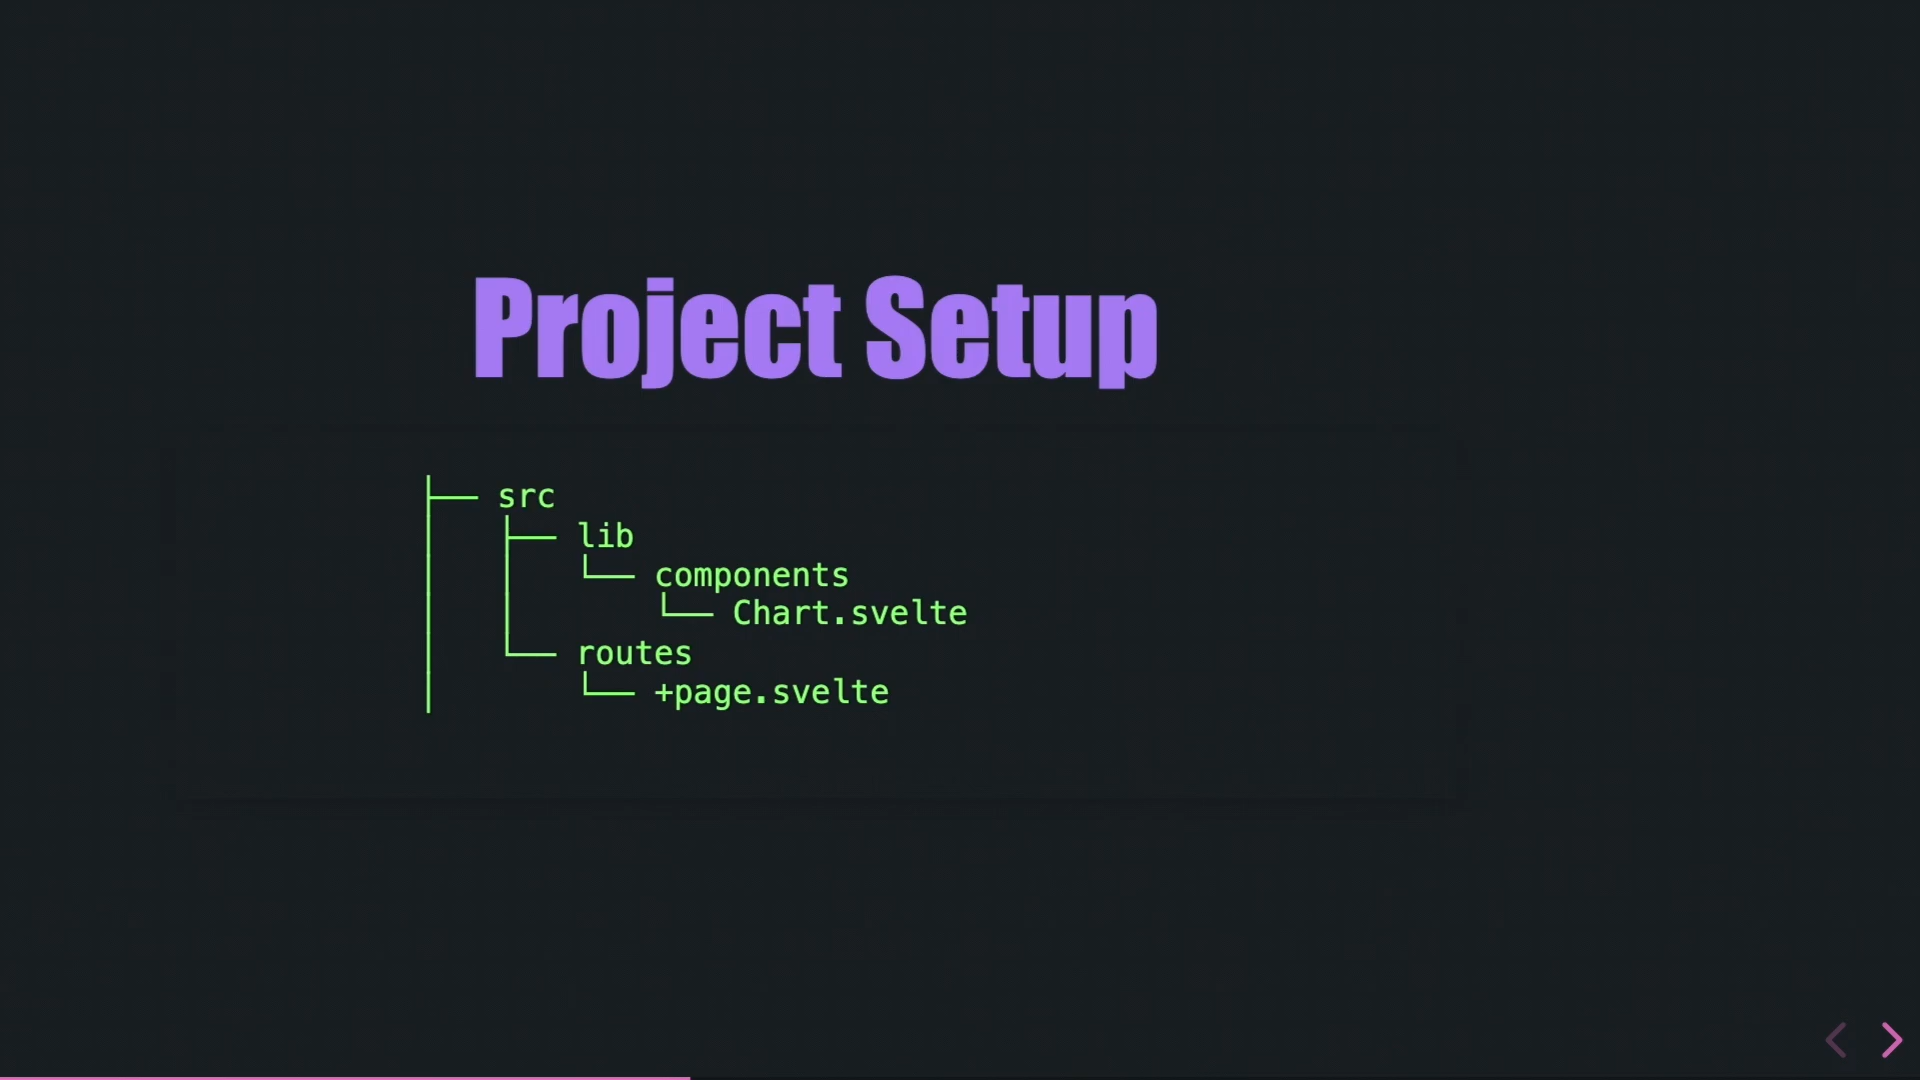 Project Setup
├── src
│   ├── lib
│   │   └── components
│   │       └── Chart.svelte
│   └── routes
│       └── +page.svelte